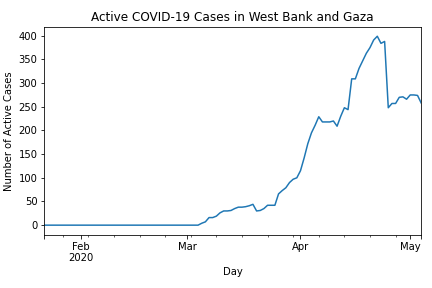 Active COVID-19 Cases in West Bank and Gaza
Number of Active Cases
400
350
300
250
200
150
100
50
0
Feb
2020
Mar
Apr
May
Day